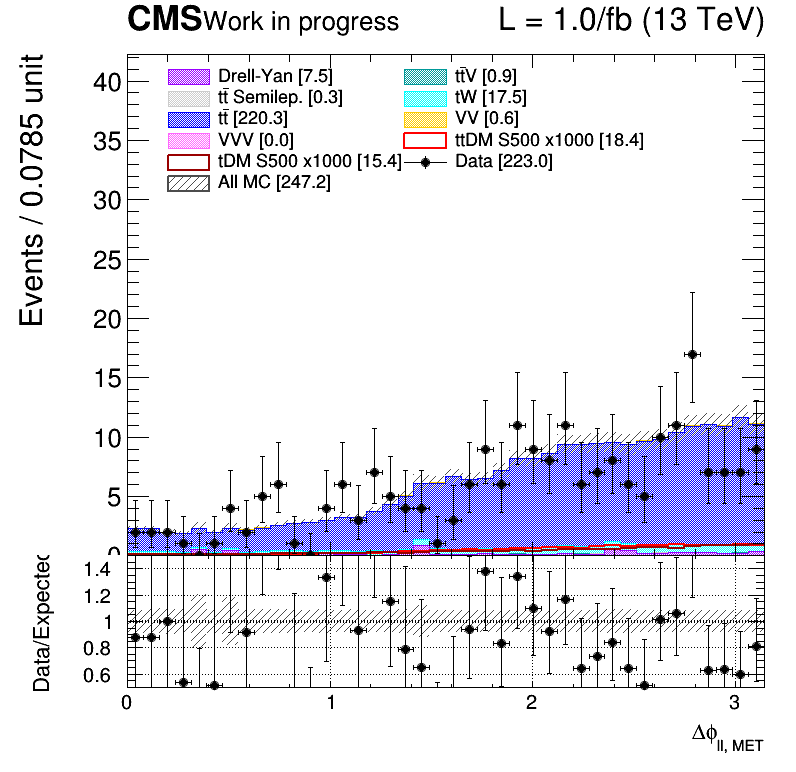 CMS Work in progress L = 1.0/fb (13 TeV)
Events / 0.0785 unit
Drell-Yan [7.5] tt̄V [0.9]
tt̄ Semilep. [0.3] tW [17.5]
tt̄ [220.3] VV [0.6]
VVV [0.0] ttDM S500 x1000 [18.4]
tDM S500 x1000 [15.4] Data [223.0]
All MC [247.2]
40
35
30
25
20
15
10
5
0
Data/Expected
1.4
1.2
1
0.8
0.6
0 1 2 3
Δϕll, MET